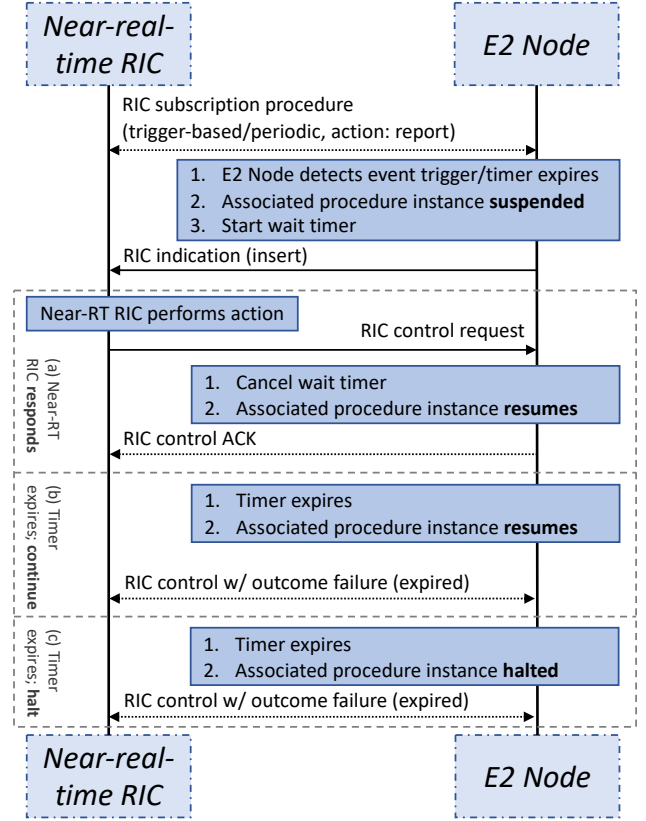 Near-real-
time RIC
E2 Node
RIC subscription procedure
(trigger-based/periodic, action: report)
1. E2 Node detects event trigger/timer expires
2. Associated procedure instance suspended
3. Start wait timer
RIC indication (insert)
Near-RT RIC performs action
RIC control request
(a) Near-RT
RIC responds
1. Cancel wait timer
2. Associated procedure instance resumes
RIC control ACK
(b) Timer
expires; continue
1. Timer expires
2. Associated procedure instance resumes
RIC control w/ outcome failure (expired)
(c) Timer
expires; halt
1. Timer expires
2. Associated procedure instance halted
RIC control w/ outcome failure (expired)
Near-real-
time RIC
E2 Node